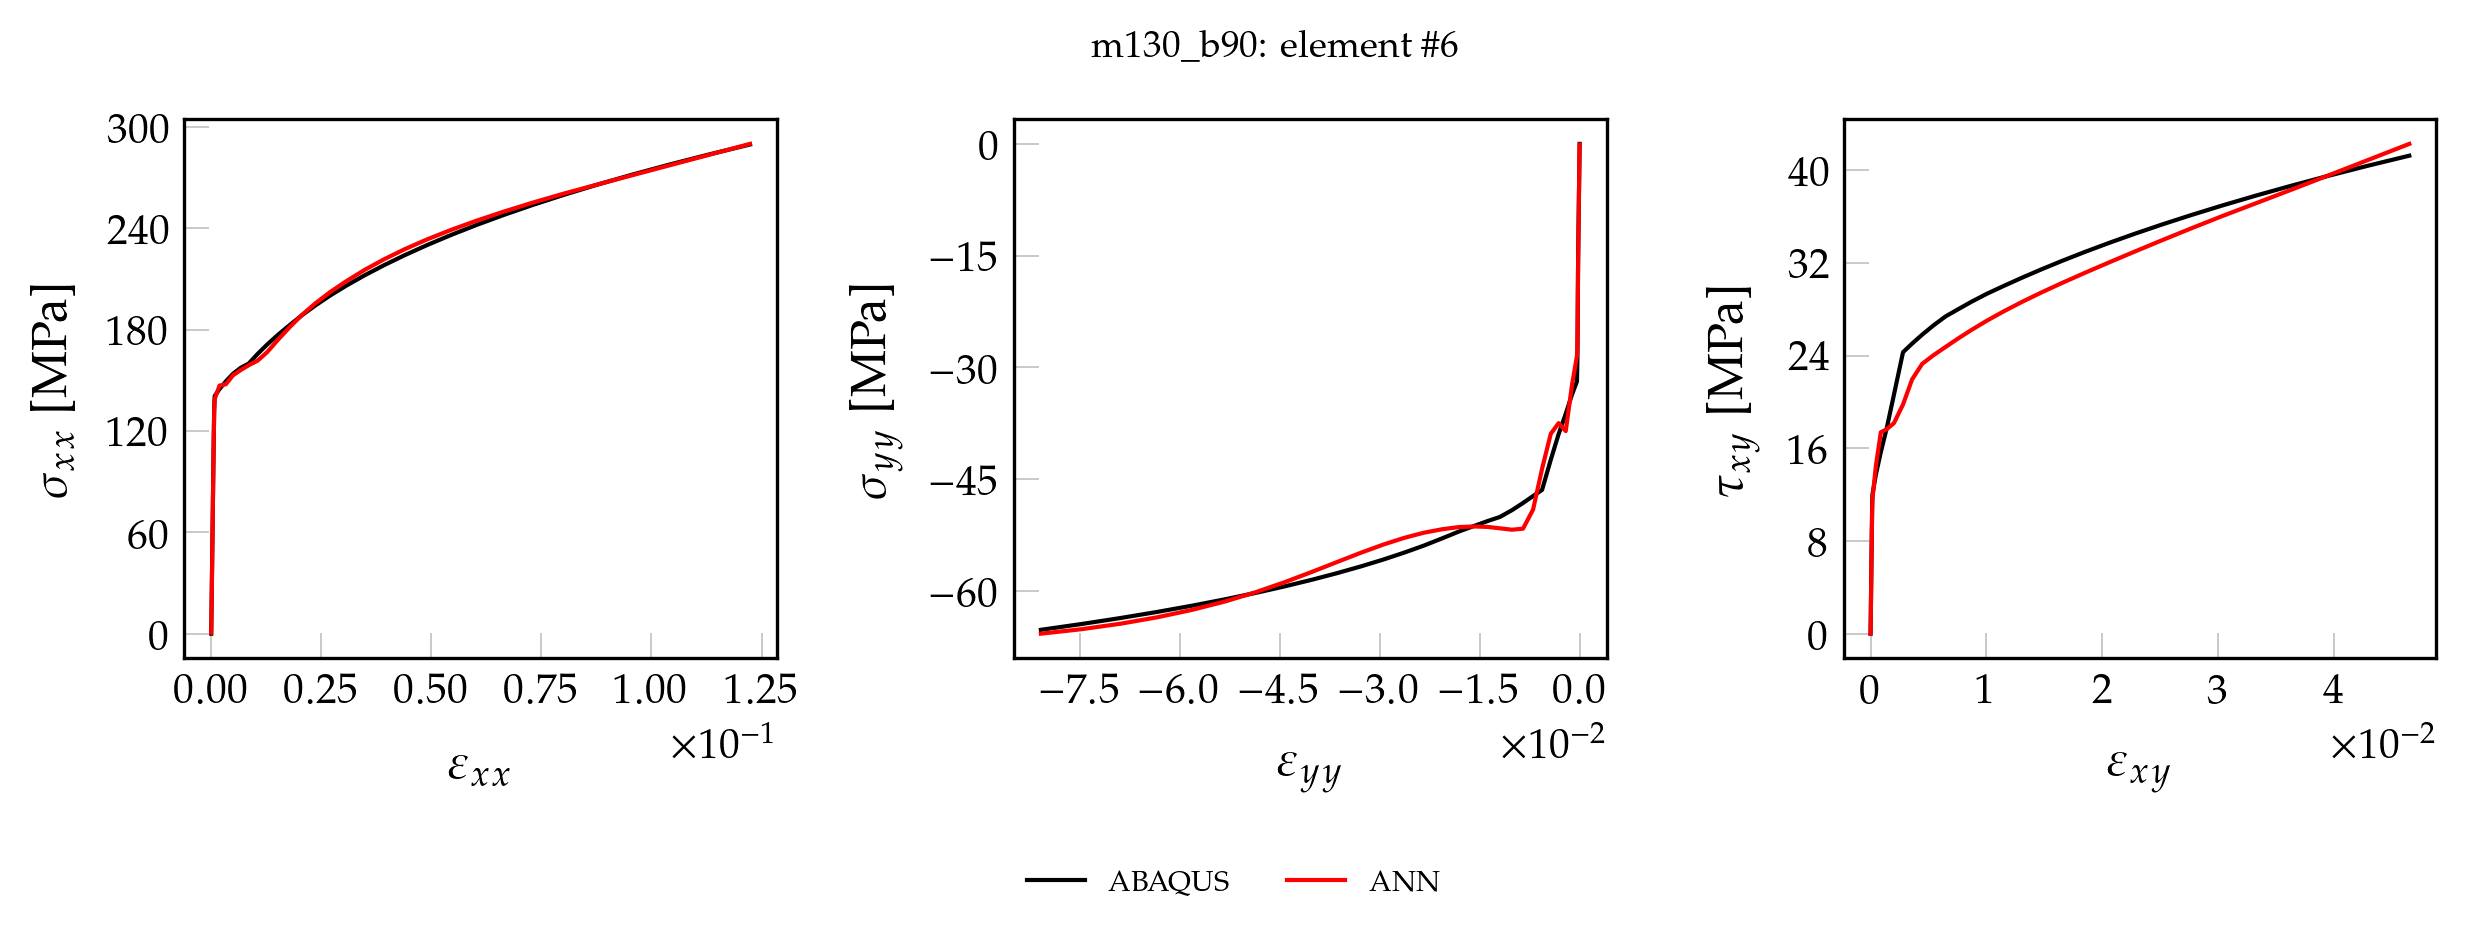 m130_b90: element #6
σxx [MPa]
300
240
180
120
60
0
0.00 0.25 0.50 0.75 1.00 1.25
×10−1
εxx
σyy [MPa]
0
−15
−30
−45
−60
−7.5 −6.0 −4.5 −3.0 −1.5 0.0
×10−2
εyy
τxy [MPa]
40
32
24
16
8
0
0 1 2 3 4
×10−2
εxy
ABAQUS ANN